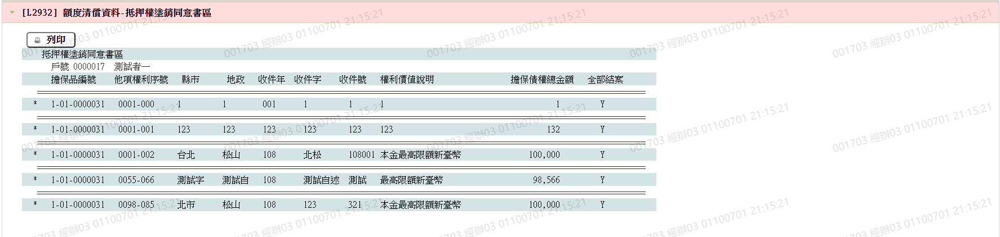 [L2932] 額度清償資料-抵押權塗銷同意書區
列印
抵押權塗銷同意書區
戶號 0000017 測試者一
擔保品編號 他項權利序號 縣市 地政 收件年 收件字 收件號 權利價值說明 擔保債權總金額 全部結案
* 1-01-0000031 0001-000 1 1 001 1 1 1 1 Y
* 1-01-0000031 0001-001 123 123 123 123 123 123 132 Y
* 1-01-0000031 0001-002 台北 松山 108 北松 108001 本金最高限額新臺幣 100,000 Y
* 1-01-0000031 0055-066 測試字 測試自 108 測試自述 測試 最高限額新臺幣 98,566 Y
* 1-01-0000031 0098-085 北市 松山 108 123 321 本金最高限額新臺幣 100,000 Y
001703 經辦03 01100701 21:15:21